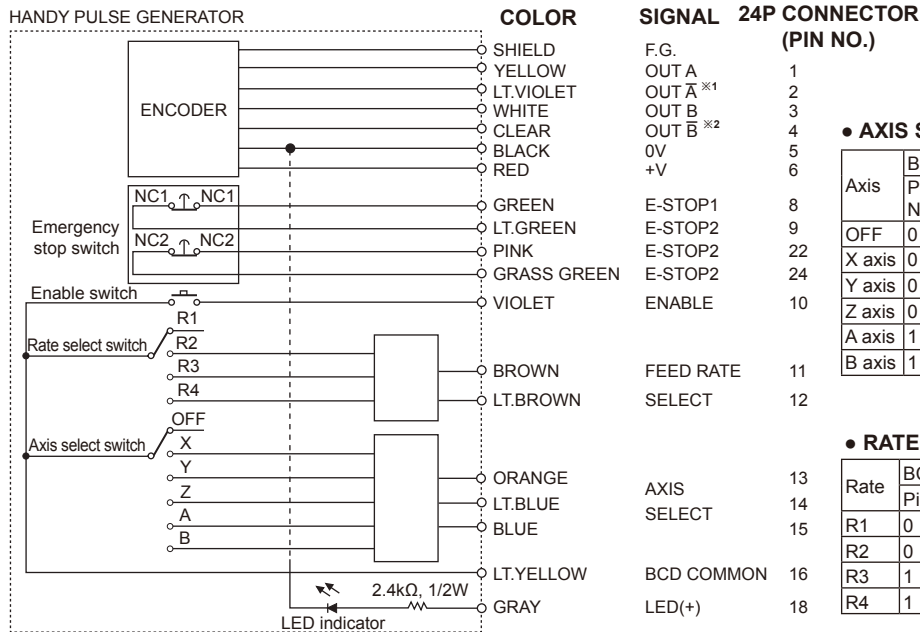 HANDY PULSE GENERATOR
COLOR SIGNAL 24P CONNECTOR
(PIN NO.)
ENCODER
SHIELD F.G.
YELLOW OUT A 1
LT.VIOLET OUT A̅ ※1 2
WHITE OUT B 3
CLEAR OUT B̅ ※2 4
BLACK 0V 5
RED +V 6
Emergency
stop switch
NC1 NC1
GREEN E-STOP1 8
LT.GREEN E-STOP2 9
NC2 NC2
PINK E-STOP2 22
GRASS GREEN E-STOP2 24
Enable switch
VIOLET ENABLE 10
Rate select switch
R1
R2
R3
R4
BROWN FEED RATE 11
LT.BROWN SELECT 12
Axis select switch
OFF
X
Y
Z
A
B
ORANGE 13
LT.BLUE 14
BLUE 15
AXIS
SELECT
LT.YELLOW BCD COMMON 16
2.4kΩ, 1/2W
GRAY LED(+) 18
LED indicator
● AXIS
Axis
OFF 0
X axis 0
Y axis 0
Z axis 0
A axis 1
B axis 1
● RATE
Rate
R1 0
R2 0
R3 1
R4 1